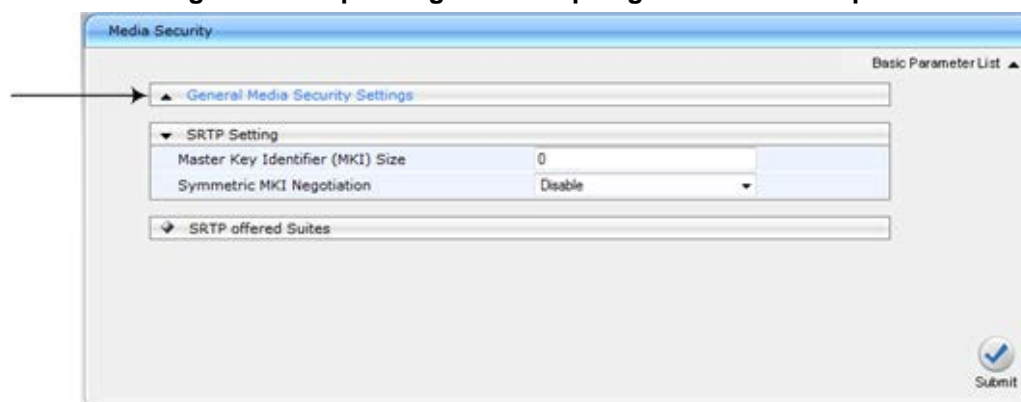 Media Security
Basic Parameter List
General Media Security Settings
SRTP Setting
Master Key Identifier (MKI) Size 0
Symmetric MKI Negotiation Disable
SRTP offered Suites
Submit